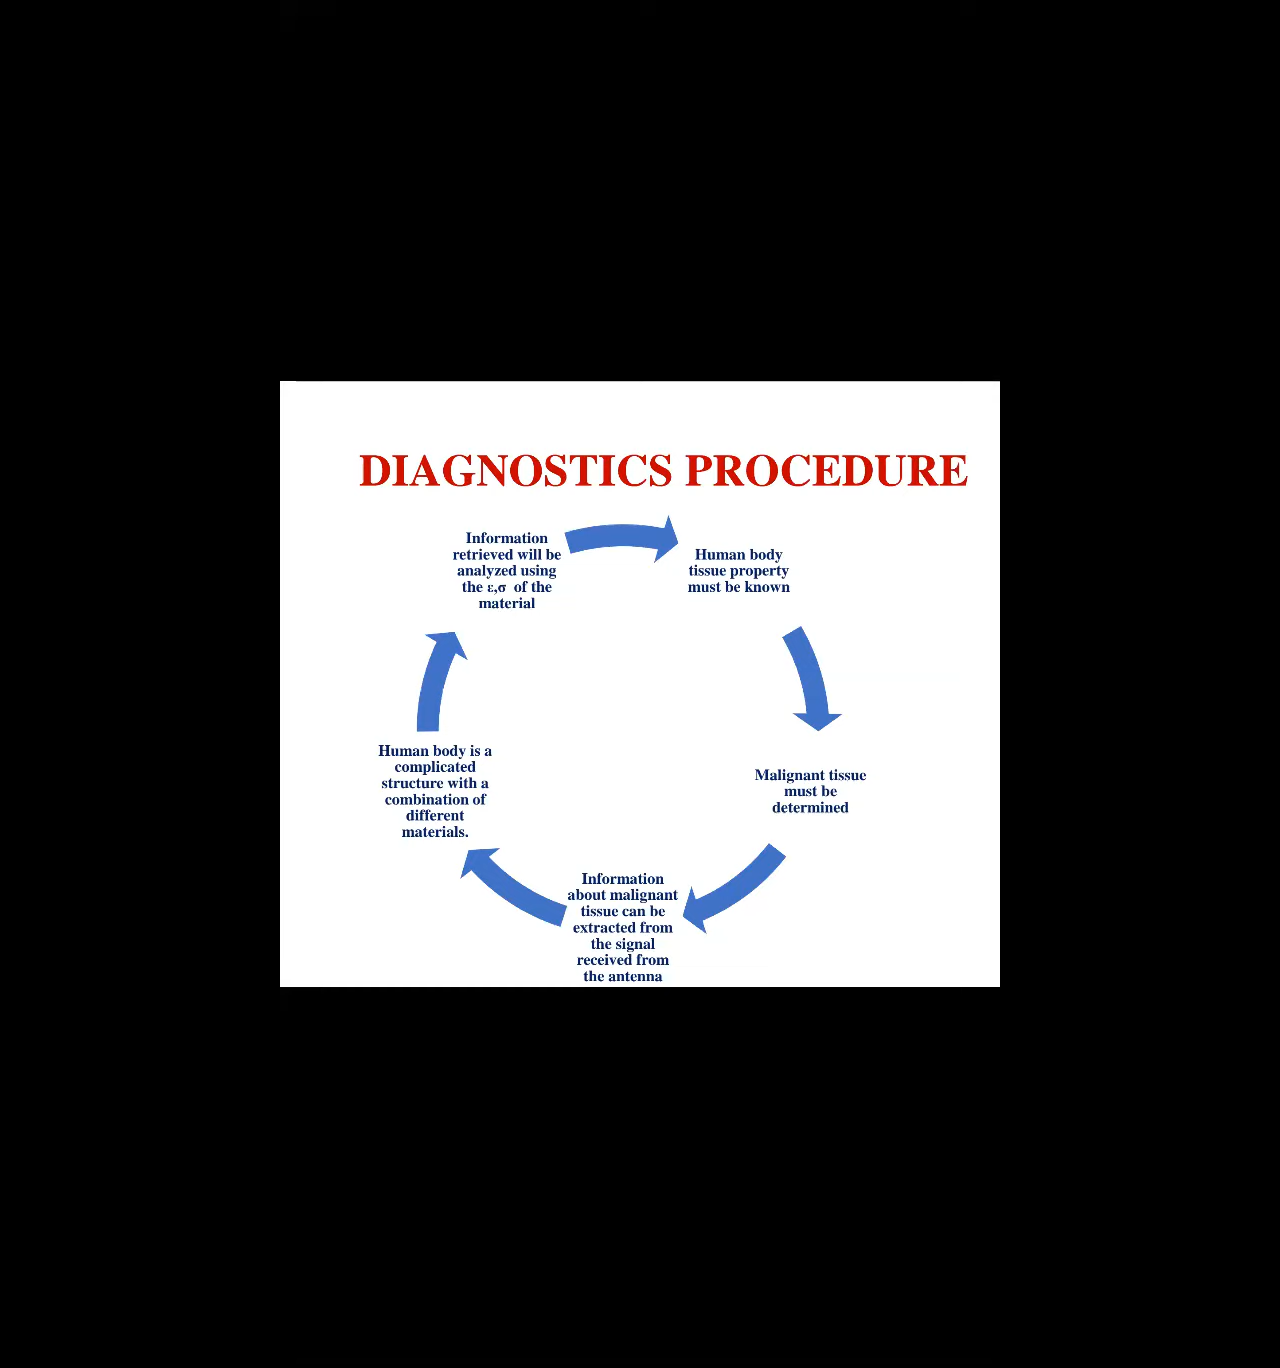 DIAGNOSTICS PROCEDURE
Information
retrieved will be
analyzed using
the ε,σ of the
material
Human body
tissue property
must be known
Malignant tissue
must be
determined
Information
about malignant
tissue can be
extracted from
the signal
received from
the antenna
Human body is a
complicated
structure with a
combination of
different
materials.